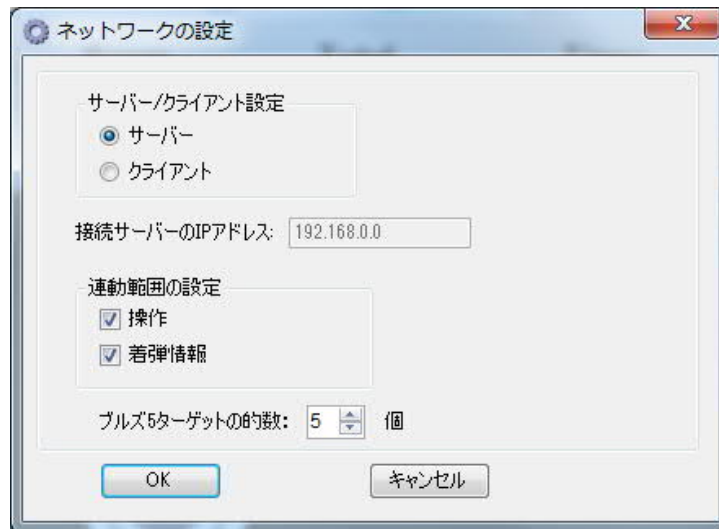 ネットワークの設定
サーバー/クライアント設定
サーバー
クライアント
接続サーバーのIPアドレス: 192.168.0.0
連動範囲の設定
操作
着弾情報
ブルズ5ターゲットの的数: 5 個
OK キャンセル